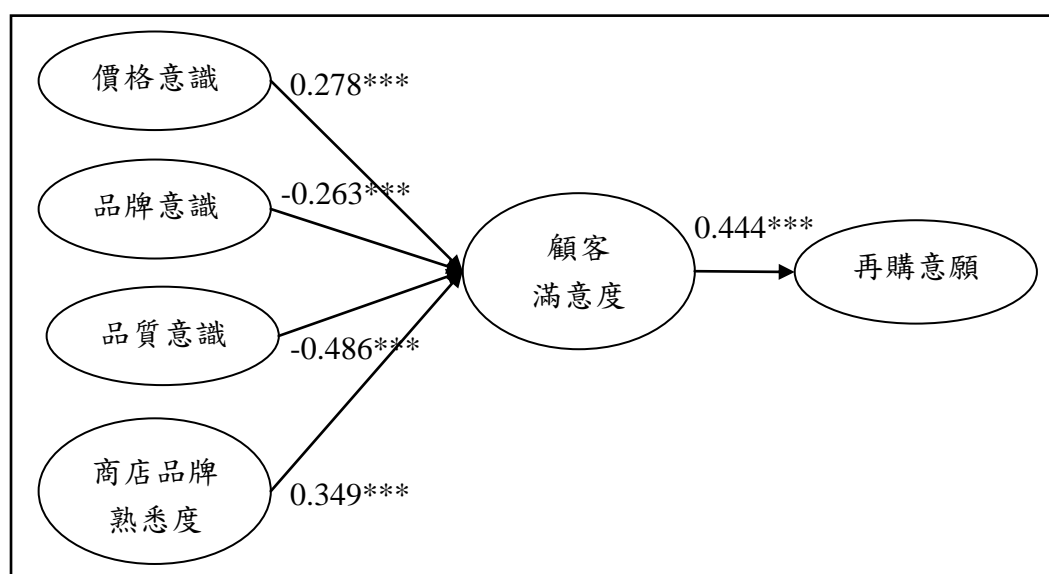 價格意識
0.278***
品牌意識
-0.263***
品質意識
-0.486***
商店品牌
熟悉度
0.349***
顧客
滿意度
0.444***
再購意願